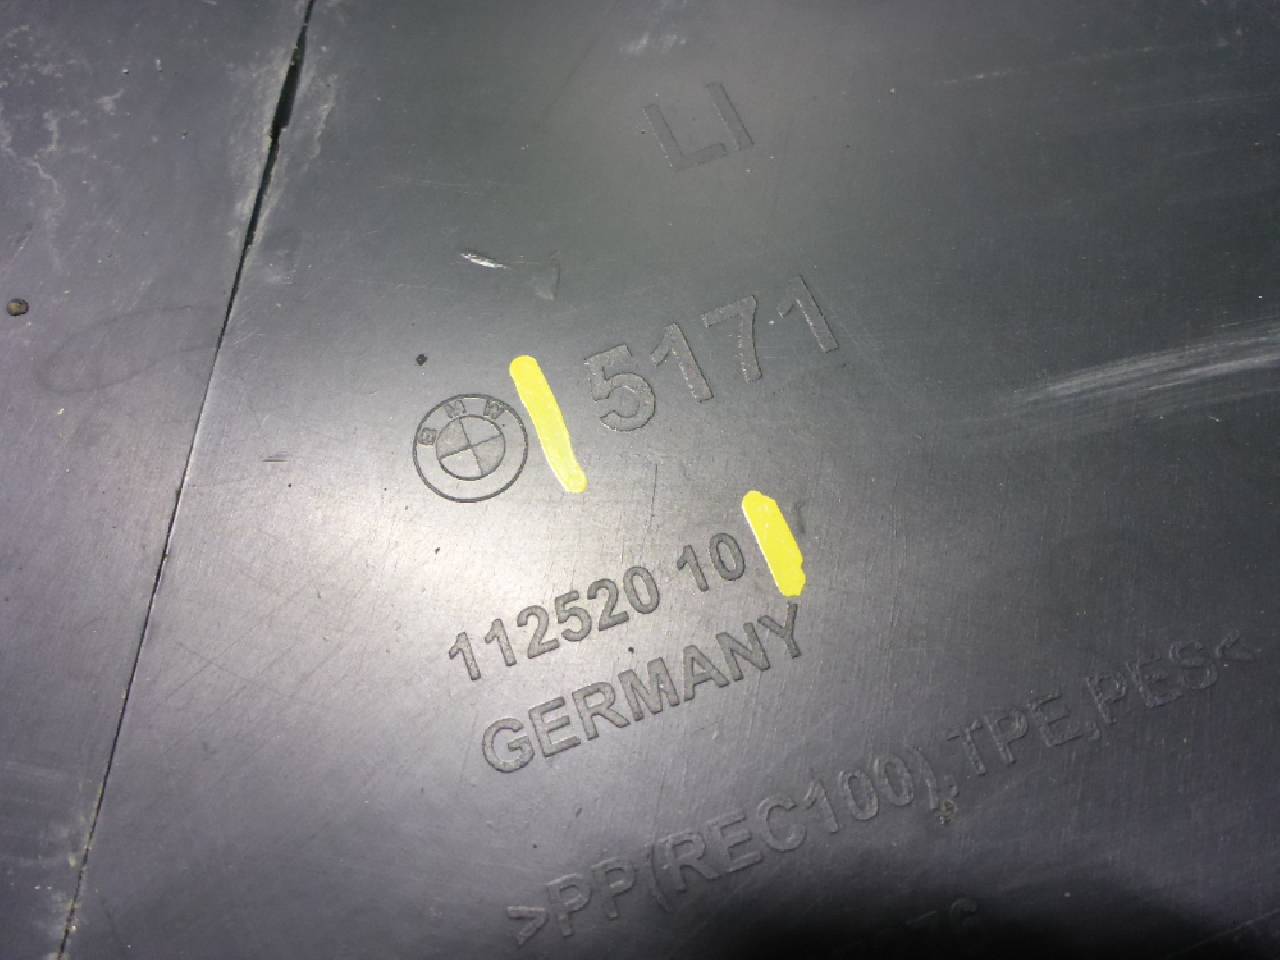 LI
BMW 5171
112520 10
GERMANY
>PP(REC100),TPE,PES<